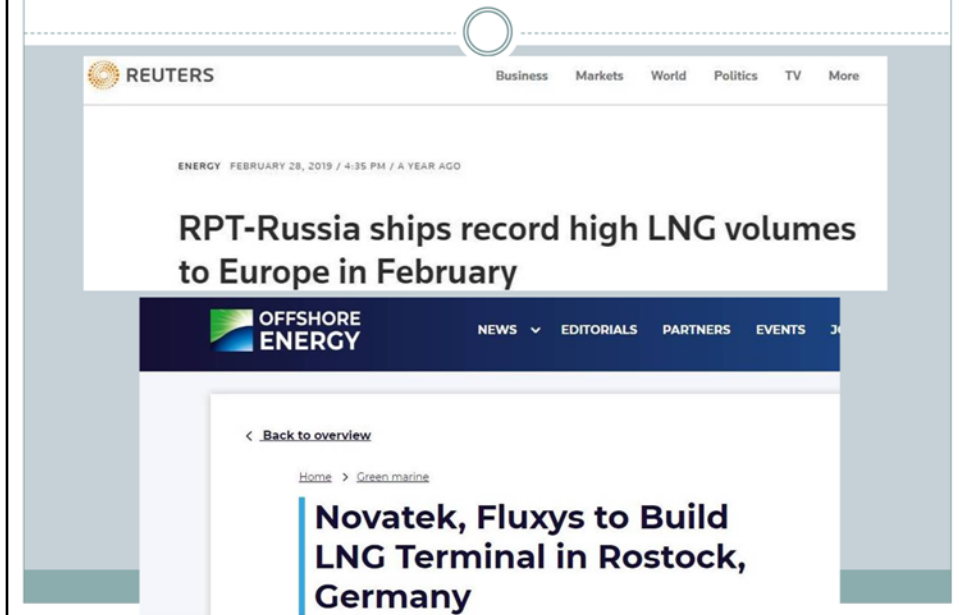 REUTERS
Business Markets World Politics TV More
ENERGY FEBRUARY 28, 2019 / 4:35 PM / A YEAR AGO
RPT-Russia ships record high LNG volumes
to Europe in February
OFFSHORE
ENERGY
NEWS EDITORIALS PARTNERS EVENTS
< Back to overview
Home > Green marine
Novatek, Fluxys to Build
LNG Terminal in Rostock,
Germany